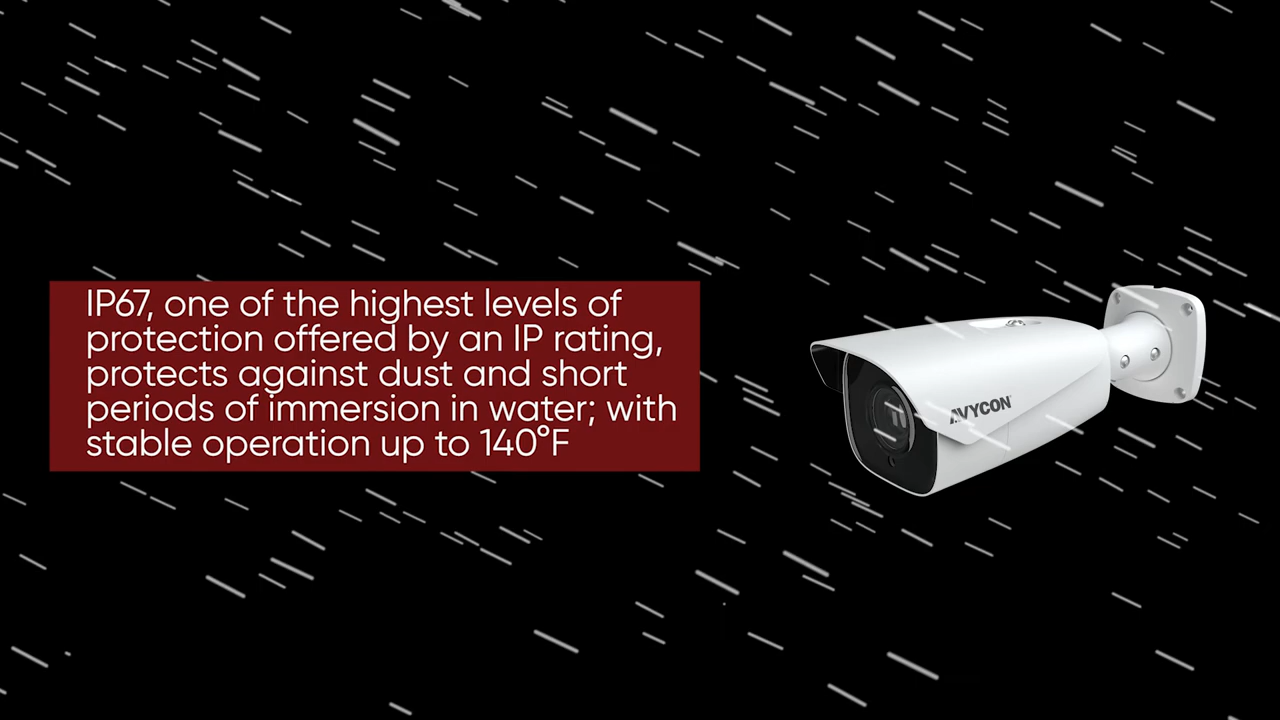 IP67, one of the highest levels of
protection offered by an IP rating,
protects against dust and short
periods of immersion in water; with
stable operation up to 140°F
AVYCON